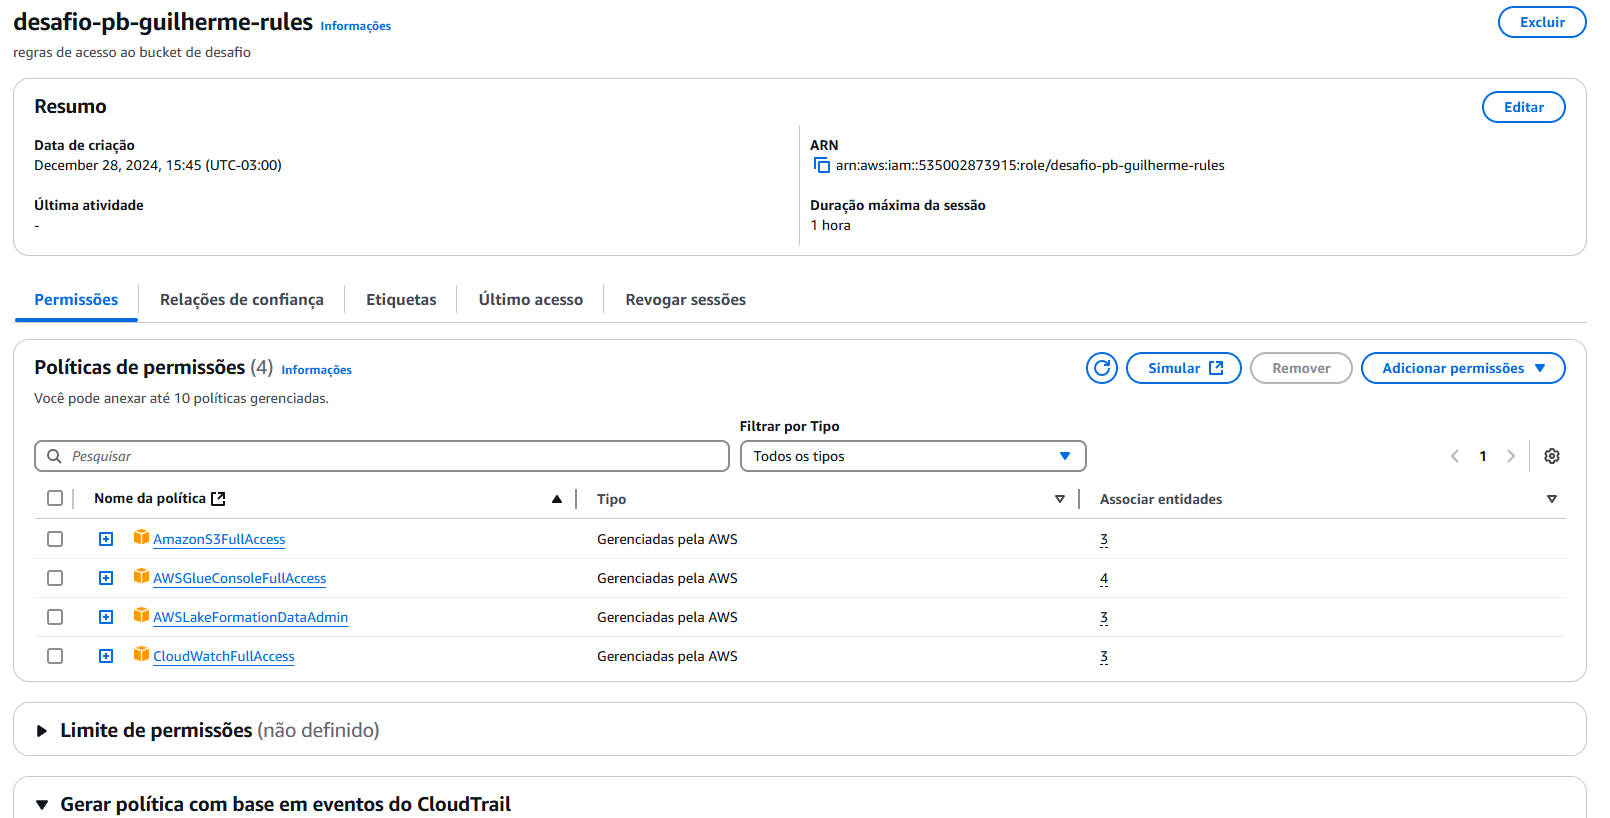 desafio-pb-guilherme-rules Informações
Excluir
regras de acesso ao bucket de desafio
Resumo
Editar
Data de criação
December 28, 2024, 15:45 (UTC-03:00)
ARN
arn:aws:iam::535002873915:role/desafio-pb-guilherme-rules
Última atividade
-
Duração máxima da sessão
1 hora
Permissões
Relações de confiança
Etiquetas
Último acesso
Revogar sessões
Políticas de permissões (4) Informações
Simular
Remover
Adicionar permissões
Você pode anexar até 10 políticas gerenciadas.
Filtrar por Tipo
Pesquisar
Todos os tipos
1
Nome da política
Tipo
Associar entidades
AmazonS3FullAccess
Gerenciadas pela AWS
3
AWSGlueConsoleFullAccess
Gerenciadas pela AWS
4
AWSLakeFormationDataAdmin
Gerenciadas pela AWS
3
CloudWatchFullAccess
Gerenciadas pela AWS
3
Limite de permissões (não definido)
Gerar política com base em eventos do CloudTrail